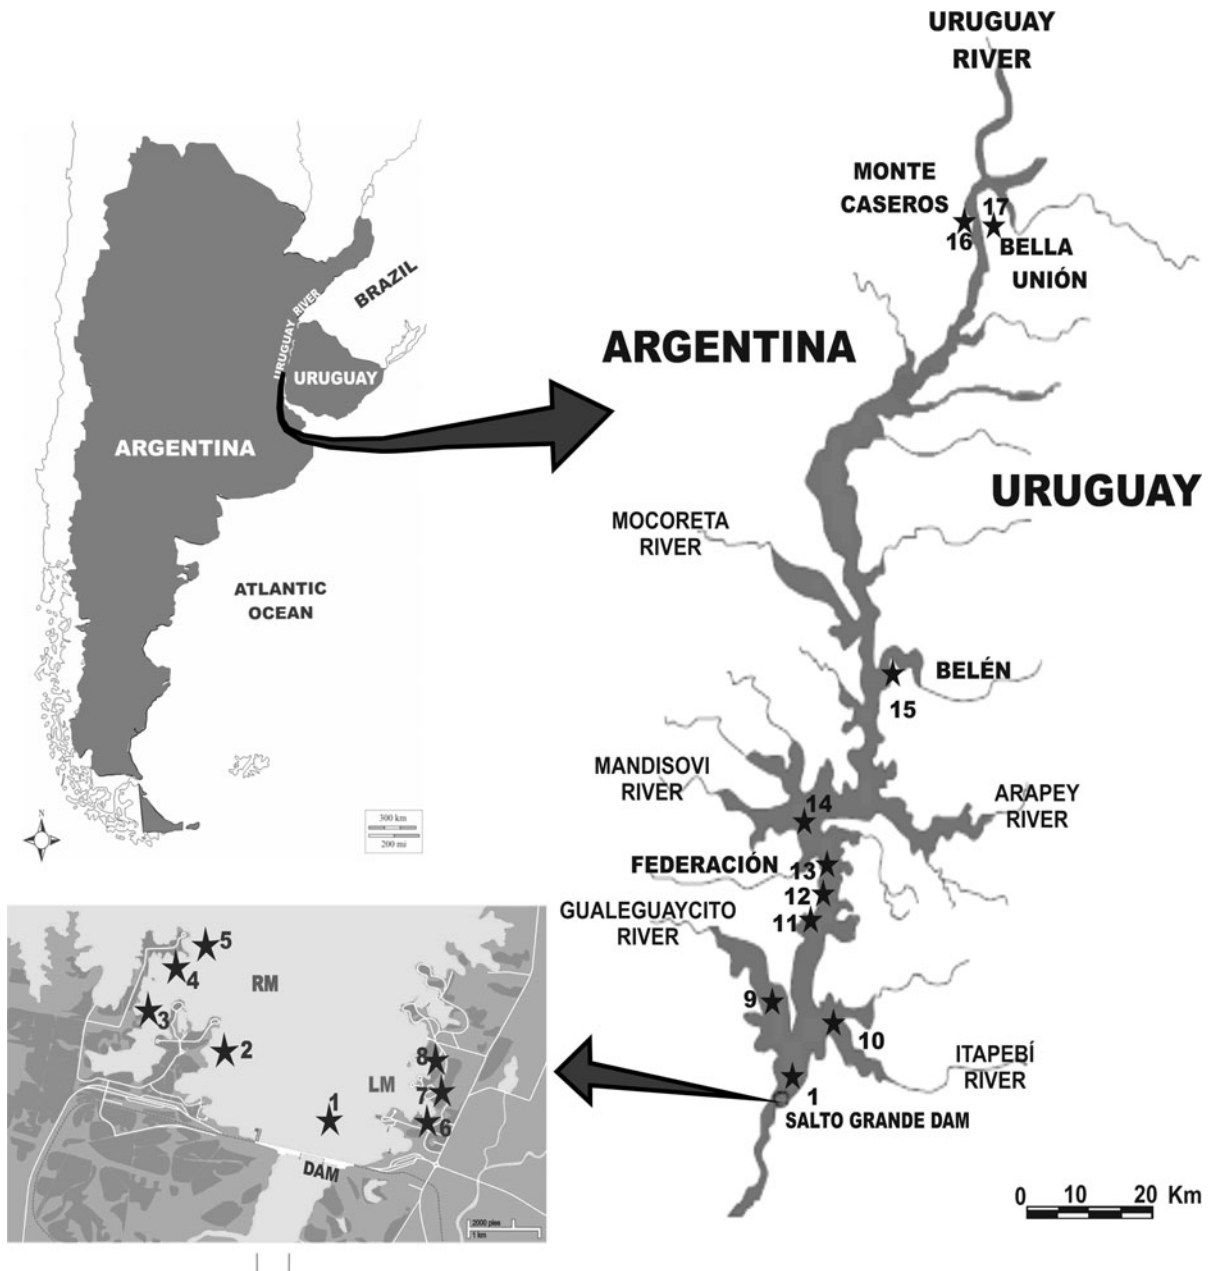 URUGUAY
RIVER
MONTE
CASEROS
17
16
BELLA
UNIÓN
ARGENTINA
URUGUAY
MOCORETA
RIVER
BELÉN
15
MANDISOVI
RIVER
14
ARAPEY
RIVER
FEDERACIÓN
13
12
11
GUALEGUAYCITO
RIVER
9
10
ITAPEBÍ
RIVER
1
SALTO GRANDE DAM
0 10 20 Km
BRAZIL
URUGUAY RIVER
URUGUAY
ARGENTINA
ATLANTIC
OCEAN
N
300 km
200 mi
5
4
RM
3
2
8
LM
7
1
6
DAM
2000 pies
1 km